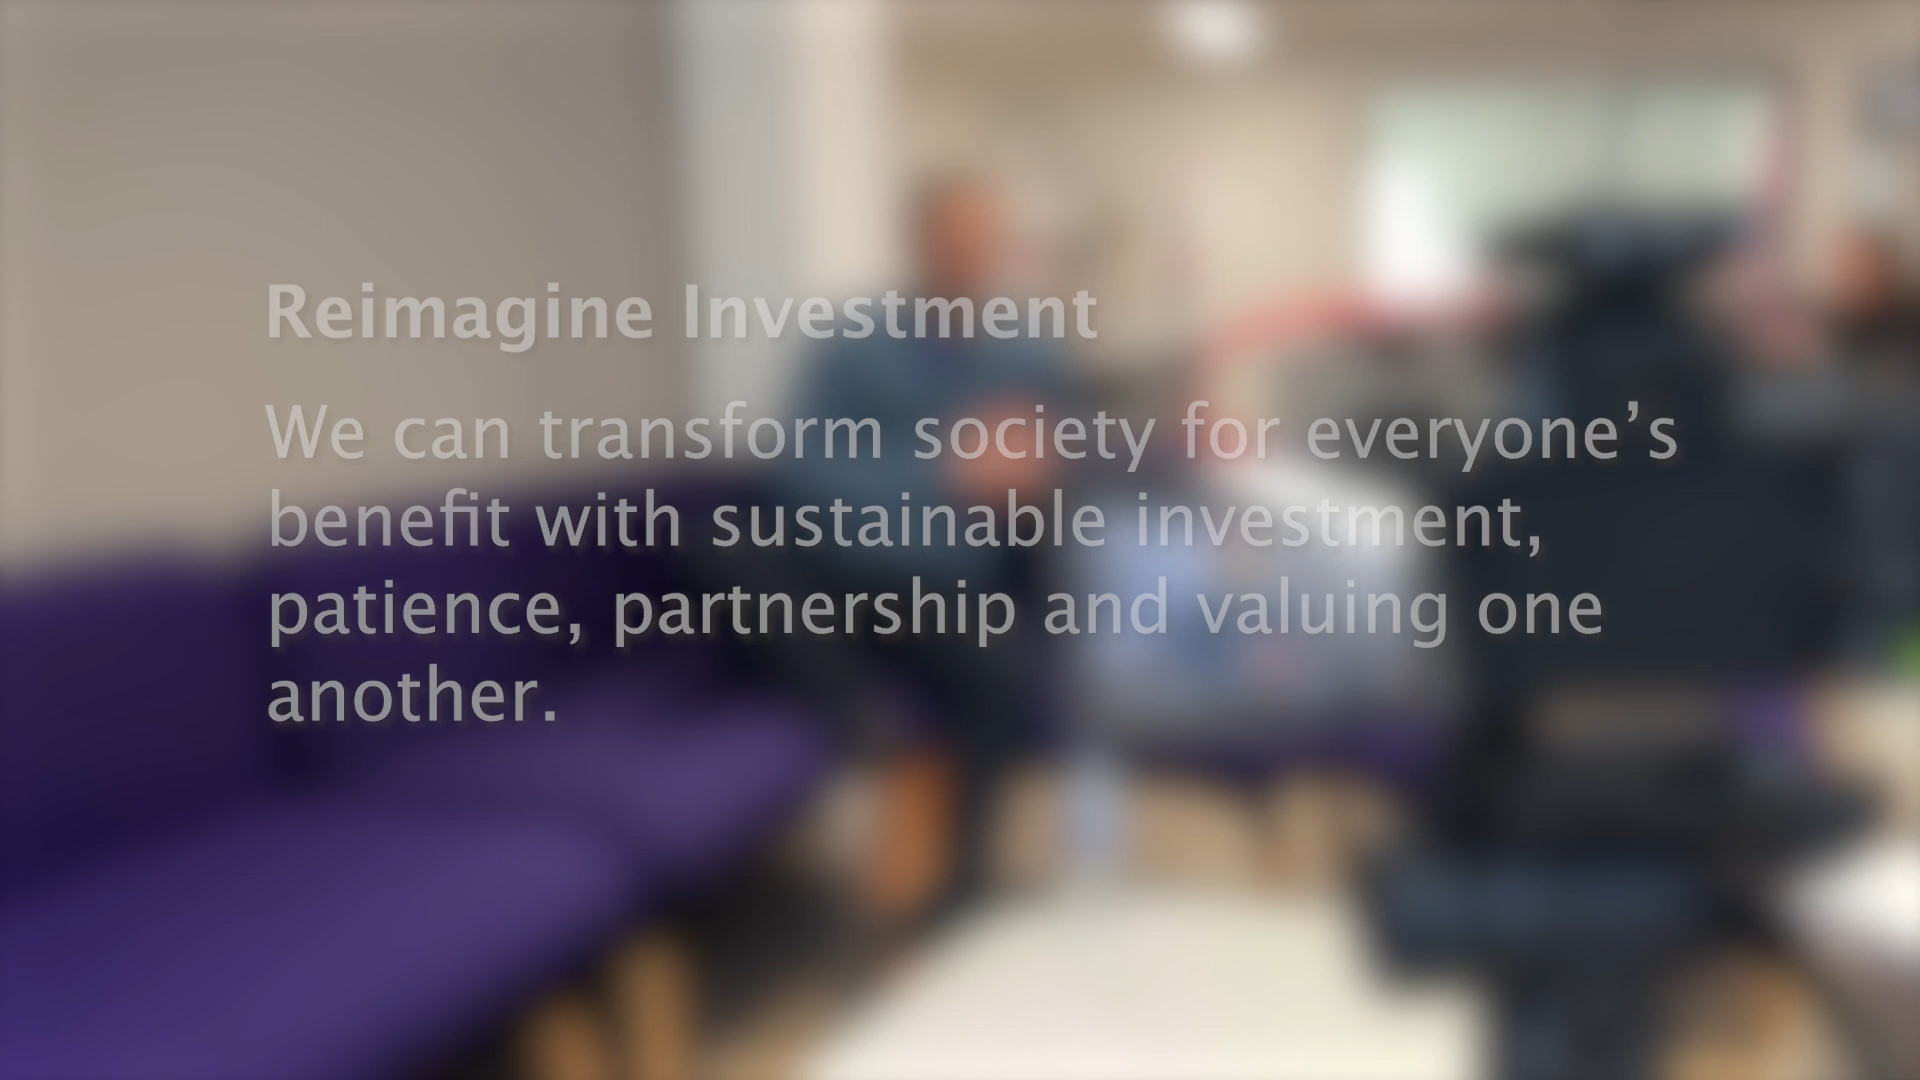 Reimagine Investment
We can transform society for everyone’s
benefit with sustainable investment,
patience, partnership and valuing one
another.